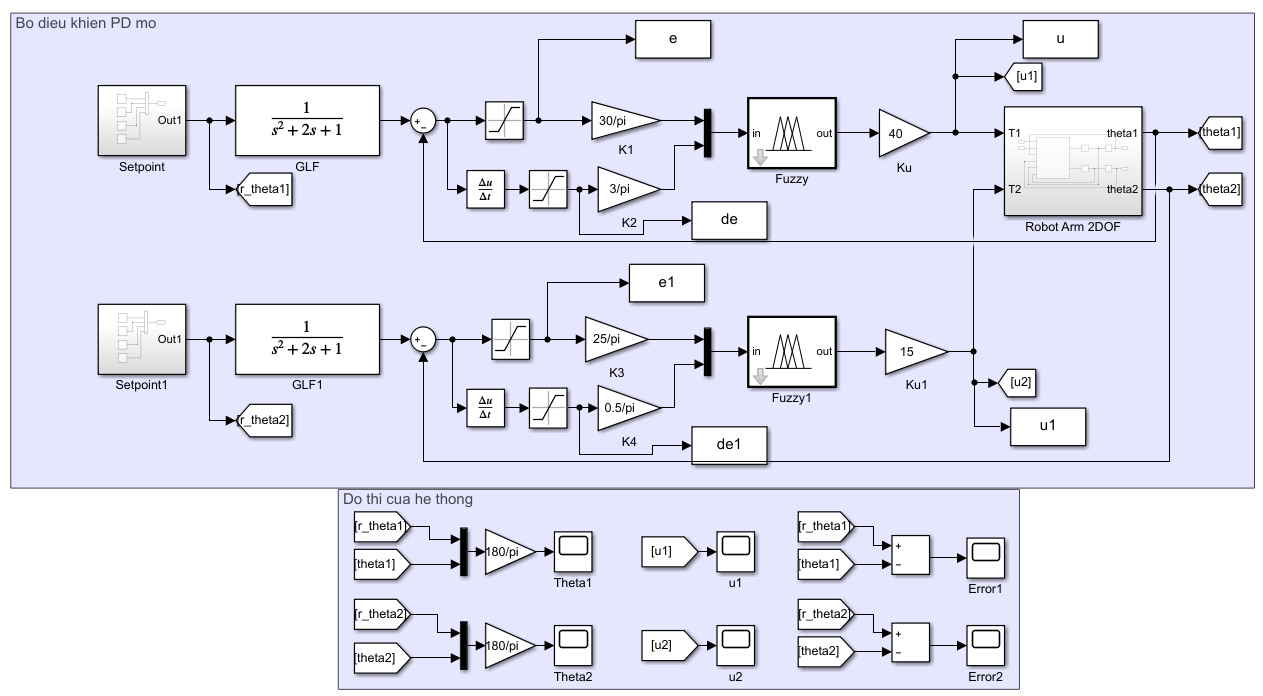 Bo dieu khien PD mo
e
u
[u1]
Out1
Setpoint
1
s² + 2s + 1
GLF
+
−
30/pi
K1
in
out
Fuzzy
40
Ku
T1
T2
theta1
theta2
Robot Arm 2DOF
[theta1]
[theta2]
[r_theta1]
Δu
Δt
3/pi
K2
de
e1
Out1
Setpoint1
1
s² + 2s + 1
GLF1
+
−
25/pi
K3
in
out
Fuzzy1
15
Ku1
[u2]
u1
[r_theta2]
Δu
Δt
0.5/pi
K4
de1
Do thi cua he thong
[r_theta1]
[theta1]
180/pi
Theta1
[u1]
u1
[r_theta1]
[theta1]
+
−
Error1
[r_theta2]
[theta2]
180/pi
Theta2
[u2]
u2
[r_theta2]
[theta2]
+
−
Error2